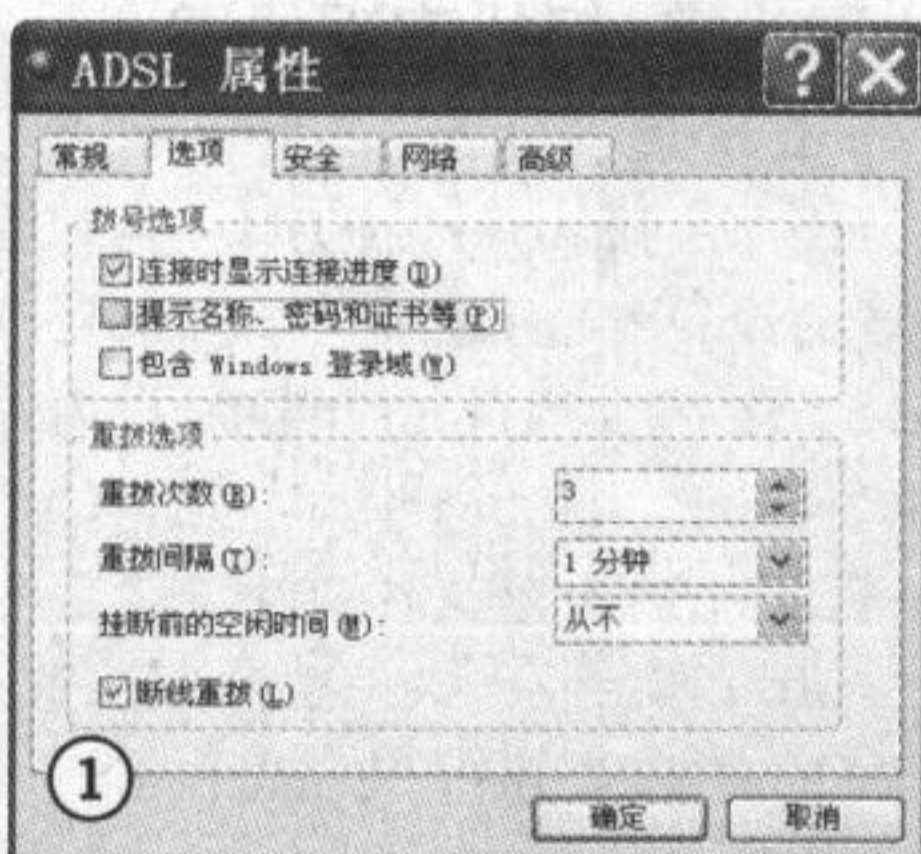 ADSL 属性
常规 选项 安全 网络 高级
拨号选项
连接时显示连接进度(D)
提示名称、密码和证书等(P)
包含 Windows 登录域(W)
重拨选项
重拨次数(R): 3
重拨间隔(T): 1 分钟
挂断前的空闲时间(M): 从不
断线重拨(L)
①
确定 取消